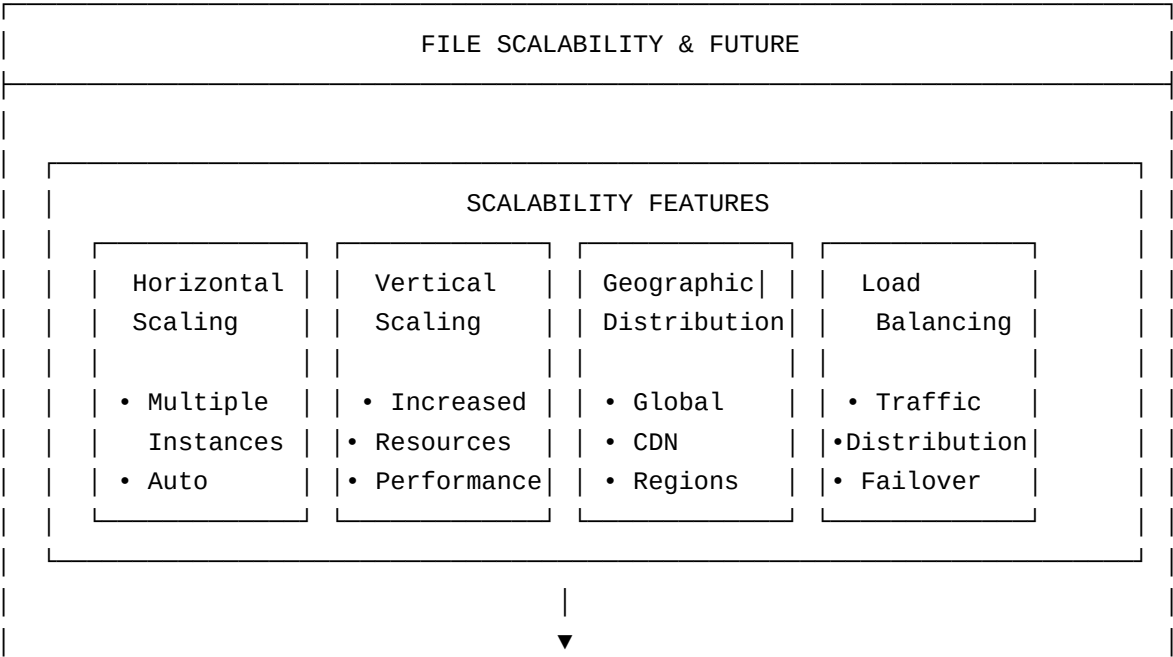 FILE SCALABILITY & FUTURE
SCALABILITY FEATURES
Horizontal Vertical Geographic Load
Scaling Scaling Distribution Balancing
• Multiple • Increased • Global • Traffic
Instances • Resources • CDN •Distribution
• Auto • Performance • Regions • Failover